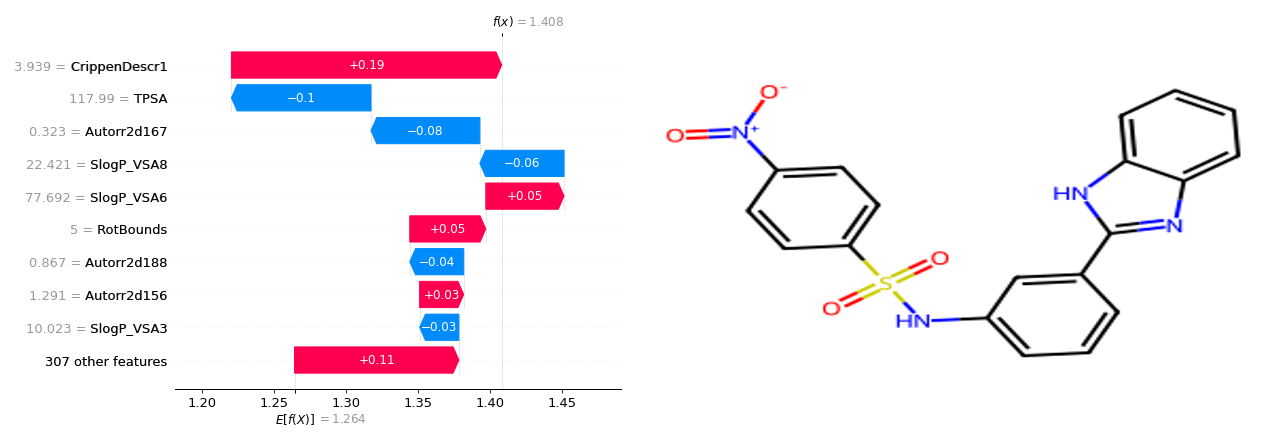 f(x) = 1.408
3.939 = CrippenDescr1
+0.19
117.99 = TPSA
−0.1
0.323 = Autorr2d167
−0.08
22.421 = SlogP_VSA8
−0.06
77.692 = SlogP_VSA6
+0.05
5 = RotBounds
+0.05
0.867 = Autorr2d188
−0.04
1.291 = Autorr2d156
+0.03
10.023 = SlogP_VSA3
−0.03
307 other features
+0.11
1.20 1.25 1.30 1.35 1.40 1.45
E[f(X)] = 1.264
O⁻
O
N⁺
HN
N
O
S
O
HN